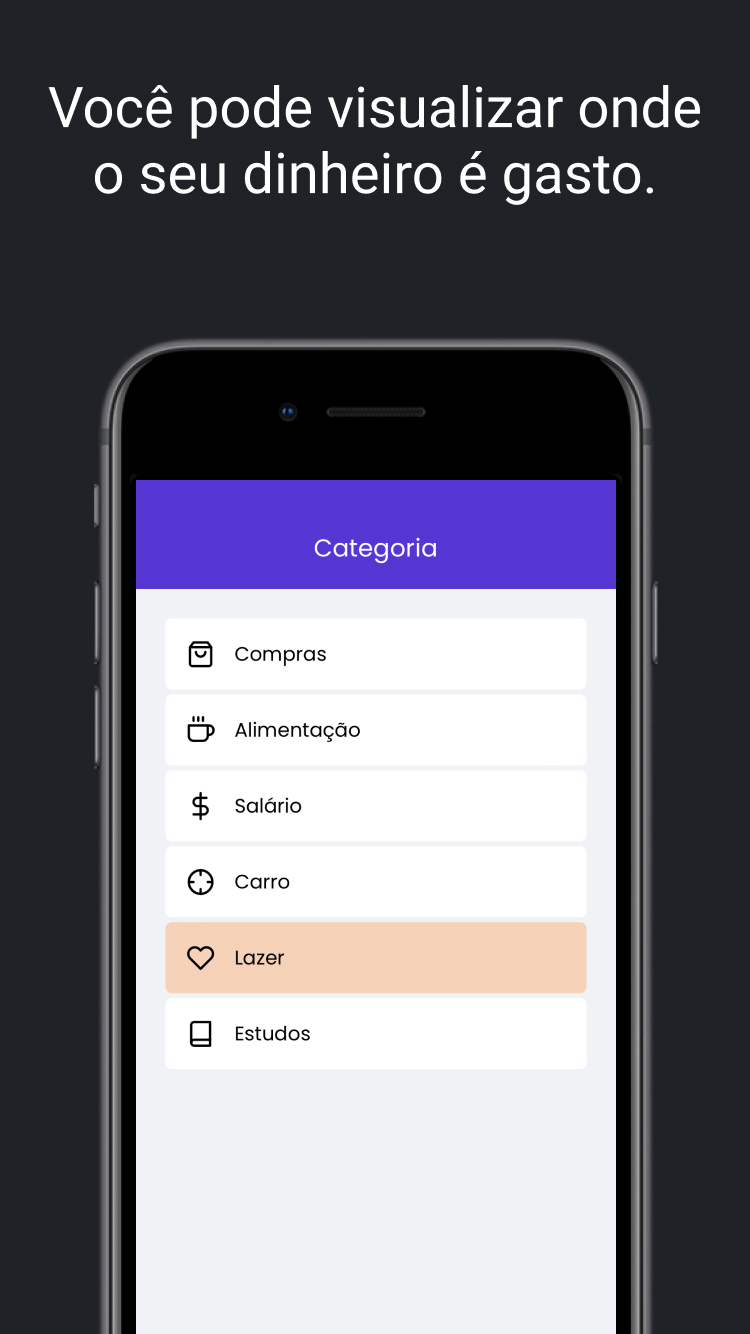 Você pode visualizar onde
o seu dinheiro é gasto.
Categoria
Compras
Alimentação
Salário
Carro
Lazer
Estudos